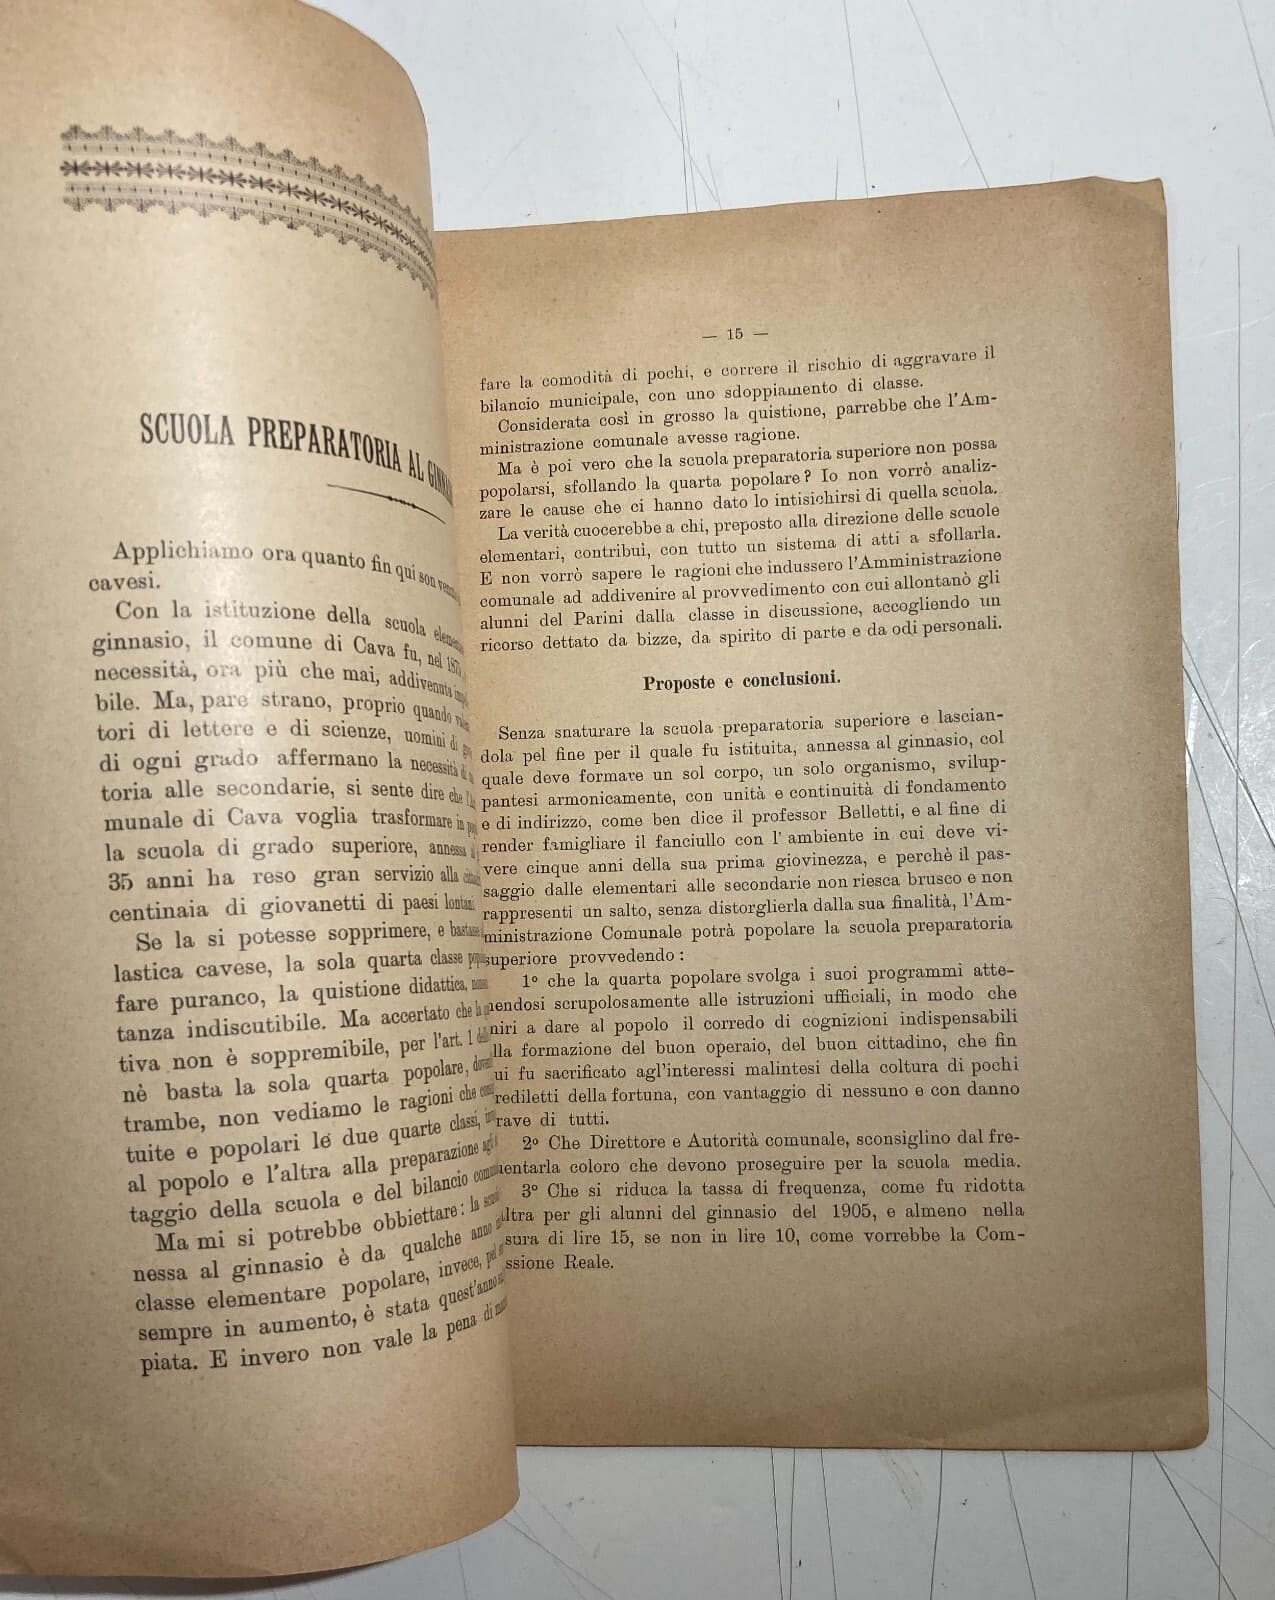 SCUOLA PREPARATORIA AL
Applichiamo ora quanto fin qui son
cavesi.
Con la istituzione della scuola
ginnasio, il comune di Cava fu, nel
necessità, ora più che mai, addivenuta
bile. Ma, pare strano, proprio quando
tori di lettere e di scienze, uomini di
di ogni grado affermano la necessità
toria alle secondarie, si sente dire che
munale di Cava voglia trasformare in
la scuola di grado superiore, annessa
35 anni ha reso gran servizio alla
centinaia di giovanetti di paesi lontani
Se la si potesse sopprimere, e
lastica cavese, la sola quarta classe
fare puranco, la quistione didattica,
tanza indiscutibile. Ma accertato che la
tiva non è soppremibile, per l'art. 1
nè basta la sola quarta popolare,
trambe, non vediamo le ragioni che
tuite e popolari le due quarte classi,
al popolo e l'altra alla preparazione
taggio della scuola e del bilancio
Ma mi si potrebbe obbiettare: la
nessa al ginnasio è da qualche anno
classe elementare popolare, invece, pel
sempre in aumento, è stata quest'anno
piata. E invero non vale la pena di
— 15 —
fare la comodità di pochi, e correre il rischio di aggravare il
bilancio municipale, con uno sdoppiamento di classe.
Considerata così in grosso la quistione, parrebbe che l'Am-
ministrazione comunale avesse ragione.
Ma è poi vero che la scuola preparatoria superiore non possa
popolarsi, sfollando la quarta popolare? Io non vorrò analiz-
zare le cause che ci hanno dato lo intisichirsi di quella scuola.
La verità cuocerebbe a chi, preposto alla direzione delle scuole
elementari, contribuì, con tutto un sistema di atti a sfollarla.
E non vorrò sapere le ragioni che indussero l'Amministrazione
comunale ad addivenire al provvedimento con cui allontanò gli
alunni del Parini dalla classe in discussione, accogliendo un
ricorso dettato da bizze, da spirito di parte e da odi personali.
Proposte e conclusioni.
Senza snaturare la scuola preparatoria superiore e lascian-
dola pel fine per il quale fu istituita, annessa al ginnasio, col
quale deve formare un sol corpo, un solo organismo, svilup-
pantesi armonicamente, con unità e continuità di fondamento
e di indirizzo, come ben dice il professor Belletti, e al fine di
render famigliare il fanciullo con l'ambiente in cui deve vi-
vere cinque anni della sua prima giovinezza, e perchè il pas-
saggio dalle elementari alle secondarie non riesca brusco e non
rappresenti un salto, senza distorglierla dalla sua finalità, l'Am-
ministrazione Comunale potrà popolare la scuola preparatoria
superiore provvedendo:
1° che la quarta popolare svolga i suoi programmi atte-
nendosi scrupolosamente alle istruzioni ufficiali, in modo che
niri a dare al popolo il corredo di cognizioni indispensabili
lla formazione del buon operaio, del buon cittadino, che fin
ui fu sacrificato agl'interessi malintesi della coltura di pochi
rediletti della fortuna, con vantaggio di nessuno e con danno
rave di tutti.
2° Che Direttore e Autorità comunale, sconsiglino dal fre-
entarla coloro che devono proseguire per la scuola media.
3° Che si riduca la tassa di frequenza, come fu ridotta
ltra per gli alunni del ginnasio del 1905, e almeno nella
sura di lire 15, se non in lire 10, come vorrebbe la Com-
ssione Reale.